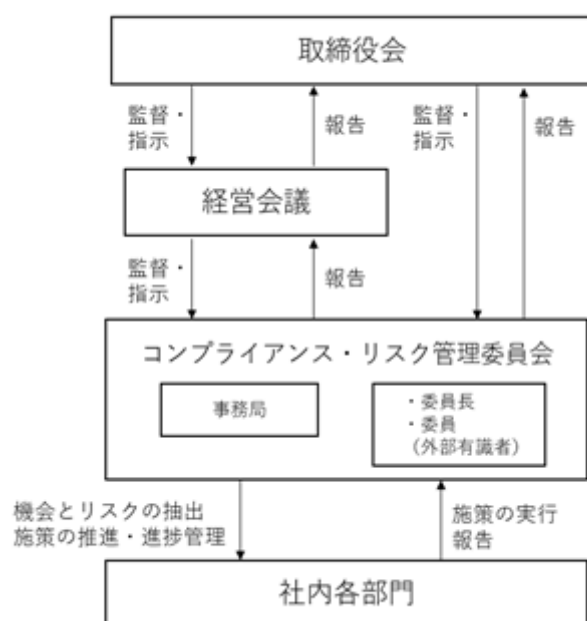 取締役会
監督・
指示
報告
監督・
指示
報告
経営会議
監督・
指示
報告
コンプライアンス・リスク管理委員会
事務局
・委員長
・委員
（外部有識者）
機会とリスクの抽出
施策の推進・進捗管理
施策の実行
報告
社内各部門